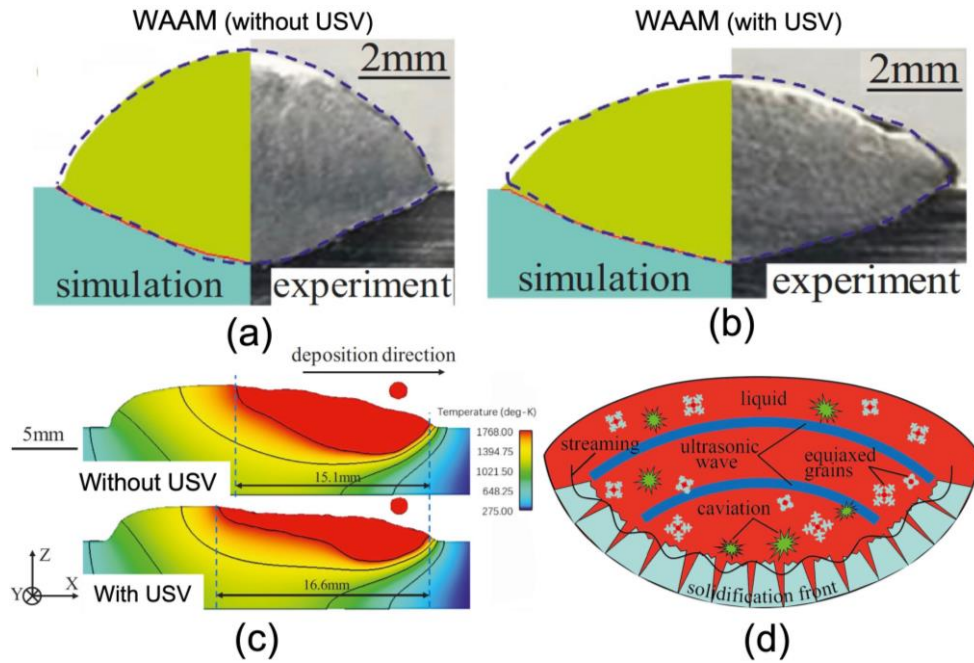 WAAM (without USV)
2mm
simulation
experiment
(a)
WAAM (with USV)
2mm
simulation
experiment
(b)
deposition direction
5mm
Temperature (deg-K)
1768.00
1394.75
1021.50
648.25
275.00
Without USV
15.1mm
Z
Y
X
With USV
16.6mm
(c)
liquid
streaming
ultrasonic
wave
equiaxed
grains
caviation
solidification front
(d)